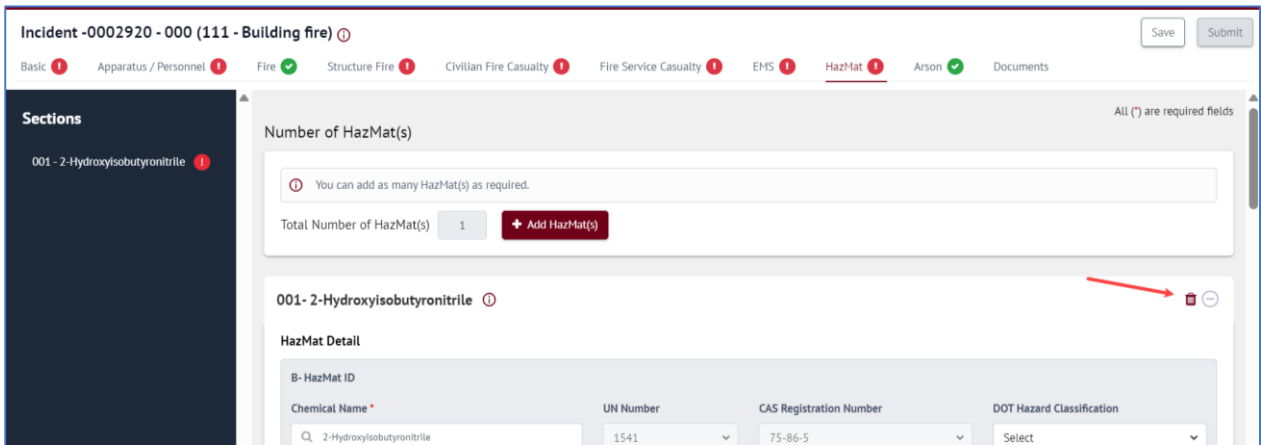 Incident -0002920 - 000 (111 - Building fire)
Save
Submit
Basic
Apparatus / Personnel
Fire
Structure Fire
Civilian Fire Casualty
Fire Service Casualty
EMS
HazMat
Arson
Documents
Sections
001 - 2-Hydroxyisobutyronitrile
All (*) are required fields
Number of HazMat(s)
You can add as many HazMat(s) as required.
Total Number of HazMat(s) 1 + Add HazMat(s)
001- 2-Hydroxyisobutyronitrile
HazMat Detail
B- HazMat ID
Chemical Name * UN Number CAS Registration Number DOT Hazard Classification
2-Hydroxyisobutyronitrile 1541 75-86-5 Select